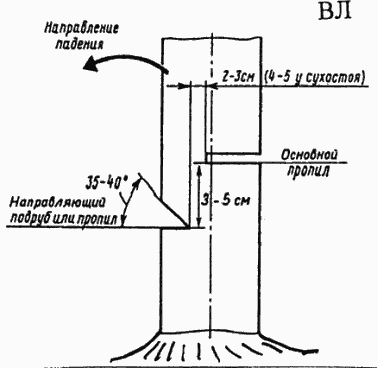 ВЛ
Направление
падения
2-3см (4-5 у сухостоя)
35-40°
Основной
пропил
Направляющий
подруб или пропил
3-5 см